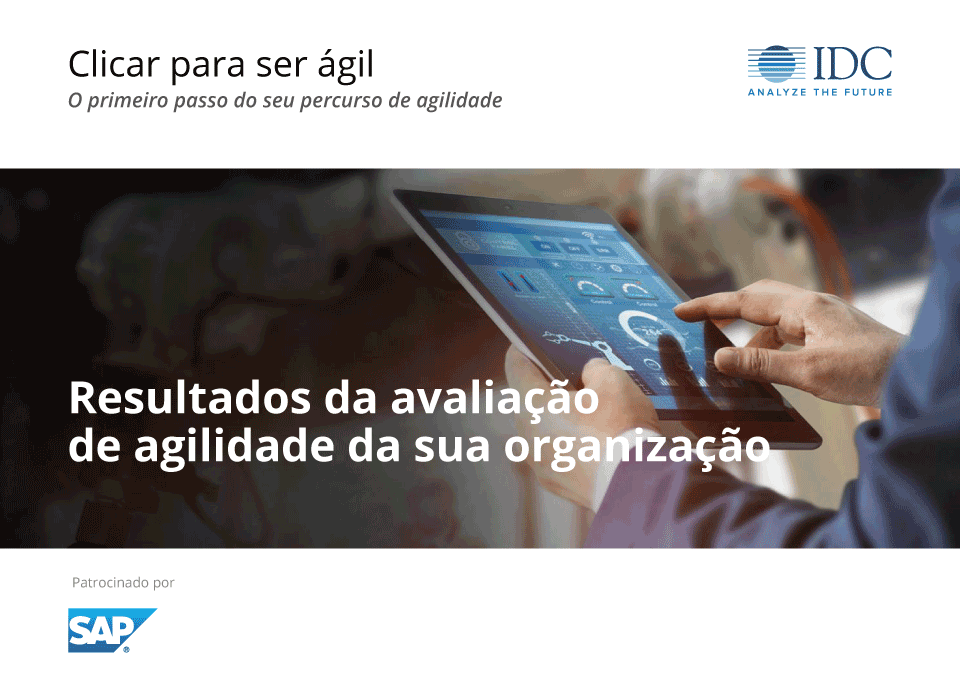 Clicar para ser ágil
O primeiro passo do seu percurso de agilidade
IDC
ANALYZE THE FUTURE
Resultados da avaliação
de agilidade da sua organização
Patrocinado por
SAP®